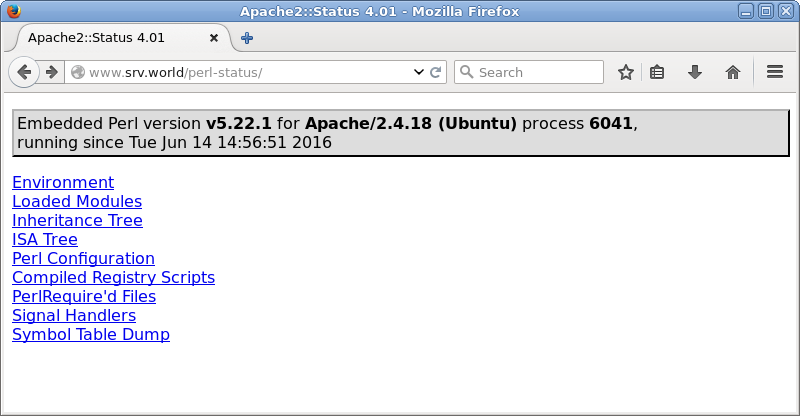 Apache2::Status 4.01 - Mozilla Firefox
Apache2::Status 4.01
www.srv.world/perl-status/
Search
Embedded Perl version v5.22.1 for Apache/2.4.18 (Ubuntu) process 6041,
running since Tue Jun 14 14:56:51 2016
Environment
Loaded Modules
Inheritance Tree
ISA Tree
Perl Configuration
Compiled Registry Scripts
PerlRequire'd Files
Signal Handlers
Symbol Table Dump